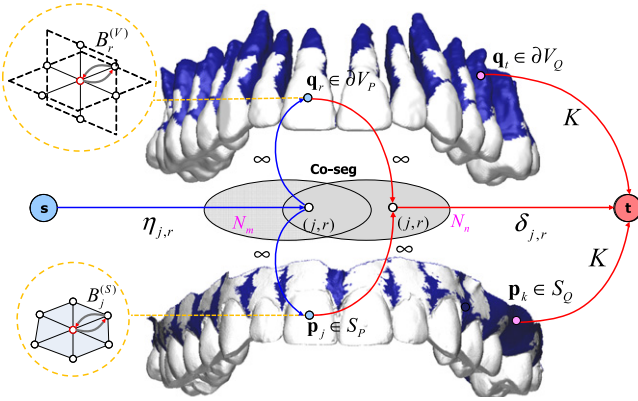 B_r^{(V)}
q_r ∈ ∂V_P
q_t ∈ ∂V_Q
K
∞
∞
Co-seg
s
η_{j,r}
N_m
(j,r)
(j,r)
N_n
δ_{j,r}
t
∞
∞
K
B_j^{(S)}
p_j ∈ S_P
p_k ∈ S_Q